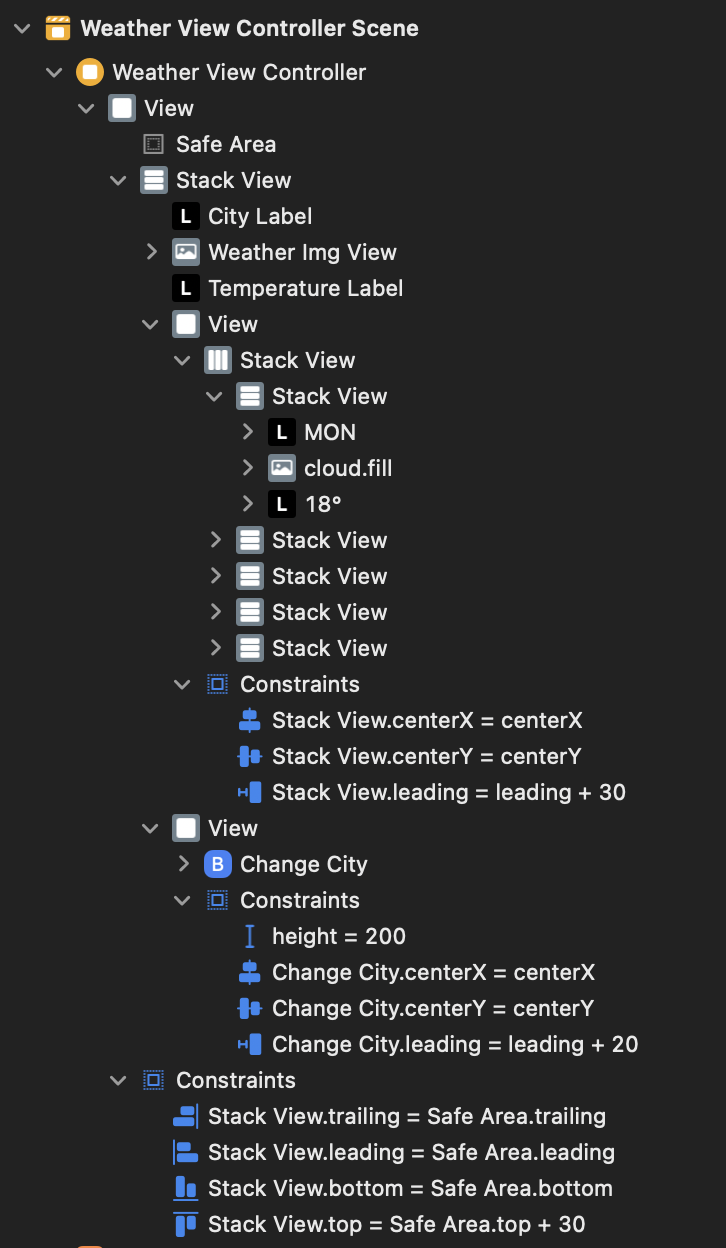 Weather View Controller Scene
Weather View Controller
View
Safe Area
Stack View
L City Label
Weather Img View
L Temperature Label
View
Stack View
Stack View
L MON
cloud.fill
L 18°
Stack View
Stack View
Stack View
Stack View
Constraints
Stack View.centerX = centerX
Stack View.centerY = centerY
Stack View.leading = leading + 30
View
B Change City
Constraints
height = 200
Change City.centerX = centerX
Change City.centerY = centerY
Change City.leading = leading + 20
Constraints
Stack View.trailing = Safe Area.trailing
Stack View.leading = Safe Area.leading
Stack View.bottom = Safe Area.bottom
Stack View.top = Safe Area.top + 30